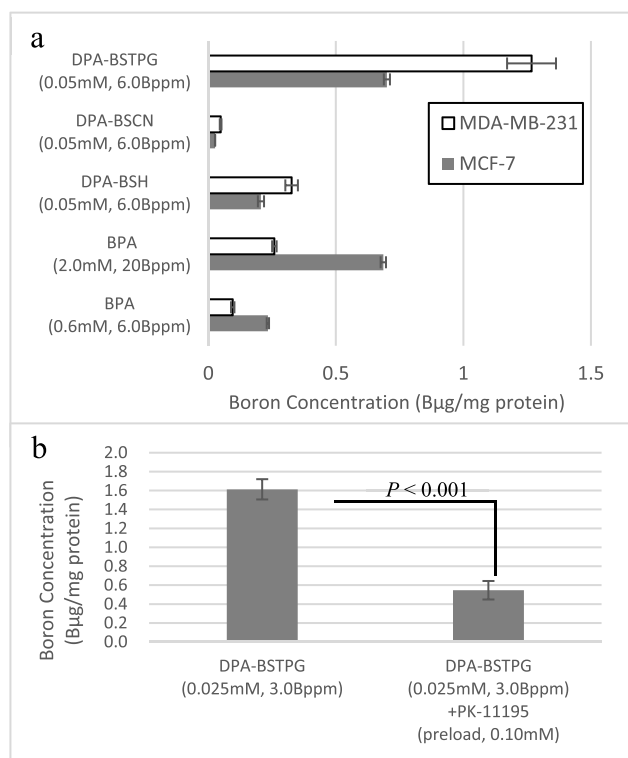 a
DPA-BSTPG
(0.05mM, 6.0Bppm)
DPA-BSCN
(0.05mM, 6.0Bppm)
DPA-BSH
(0.05mM, 6.0Bppm)
BPA
(2.0mM, 20Bppm)
BPA
(0.6mM, 6.0Bppm)
MDA-MB-231
MCF-7
0 0.5 1 1.5
Boron Concentration (Bµg/mg protein)
b
Boron Concentration
(Bµg/mg protein)
2.0
1.8
1.6
1.4
1.2
1.0
0.8
0.6
0.4
0.2
0.0
P < 0.001
DPA-BSTPG
(0.025mM, 3.0Bppm)
DPA-BSTPG
(0.025mM, 3.0Bppm)
+PK-11195
(preload, 0.10mM)